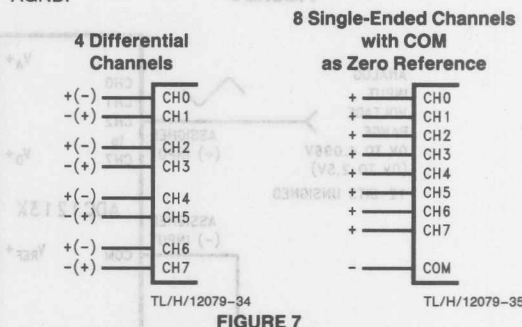 4 Differential
Channels
+(−) CH0
−(+) CH1
+(−) CH2
−(+) CH3
+(−) CH4
−(+) CH5
+(−) CH6
−(+) CH7
TL/H/12079–34
8 Single-Ended Channels
with COM
as Zero Reference
+ CH0
+ CH1
+ CH2
+ CH3
+ CH4
+ CH5
+ CH6
+ CH7
− COM
TL/H/12079–35
FIGURE 7